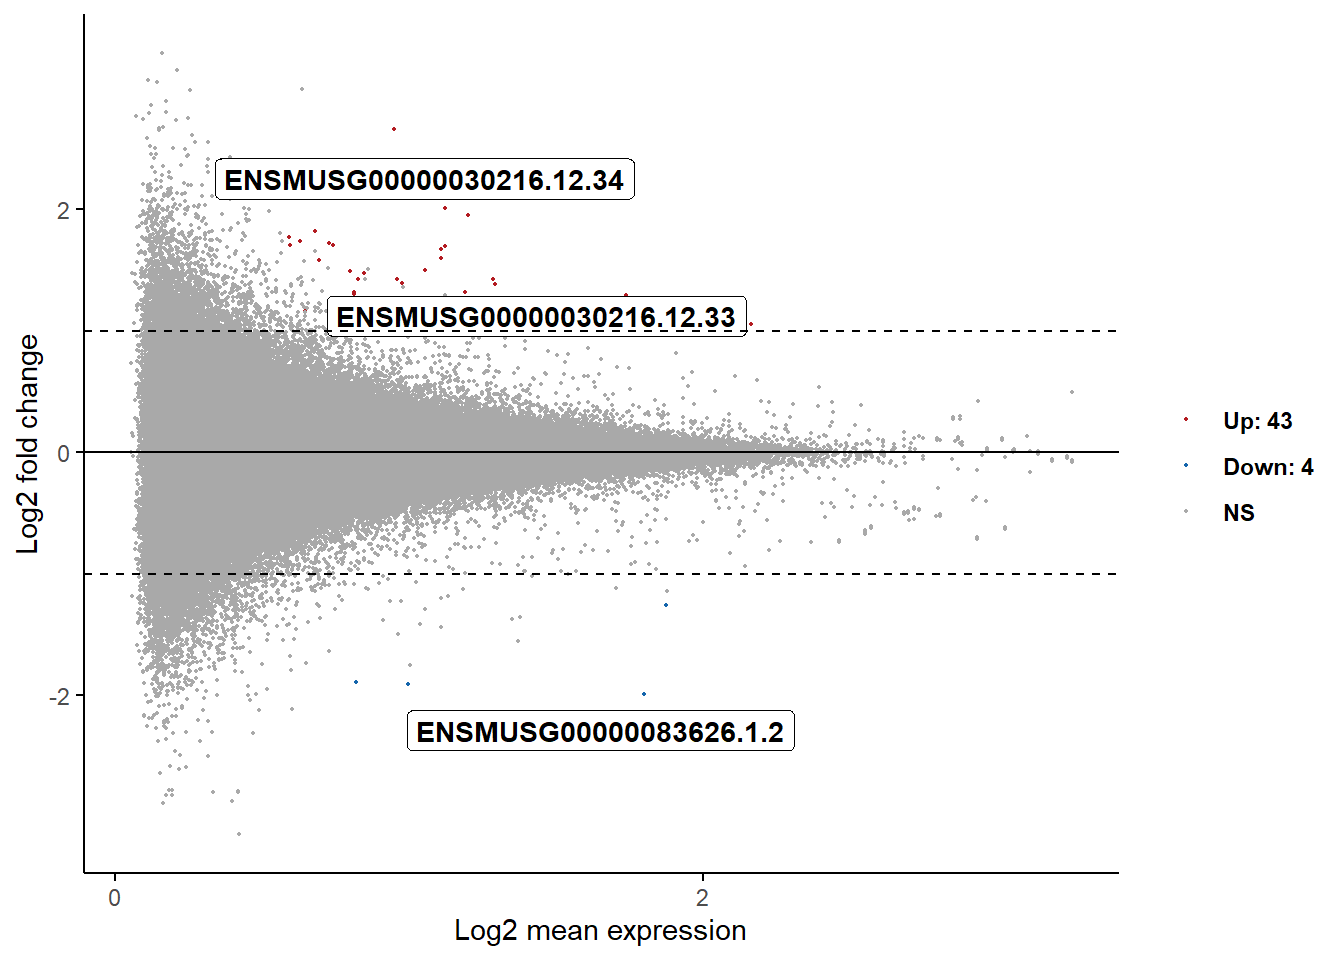 ENSMUSG00000030216.12.34
2
ENSMUSG00000030216.12.33
Up: 43
0
Down: 4
NS
Log2 fold change
-2
ENSMUSG00000083626.1.2
0
2
Log2 mean expression